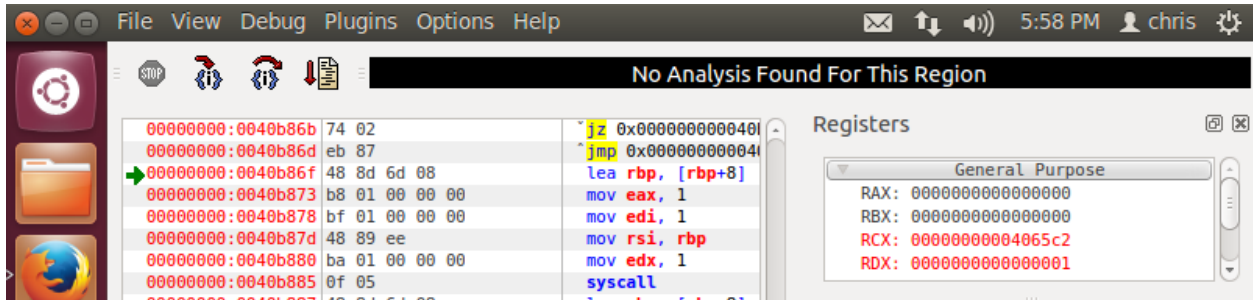 File View Debug Plugins Options Help 5:58 PM chris
STOP No Analysis Found For This Region
Registers
00000000:0040b86b 74 02 jz 0x000000000040
00000000:0040b86d eb 87 jmp 0x00000000004
00000000:0040b86f 48 8d 6d 08 lea rbp, [rbp+8]
00000000:0040b873 b8 01 00 00 00 mov eax, 1
00000000:0040b878 bf 01 00 00 00 mov edi, 1
00000000:0040b87d 48 89 ee mov rsi, rbp
00000000:0040b880 ba 01 00 00 00 mov edx, 1
00000000:0040b885 0f 05 syscall
General Purpose
RAX: 0000000000000000
RBX: 0000000000000000
RCX: 00000000004065c2
RDX: 0000000000000001